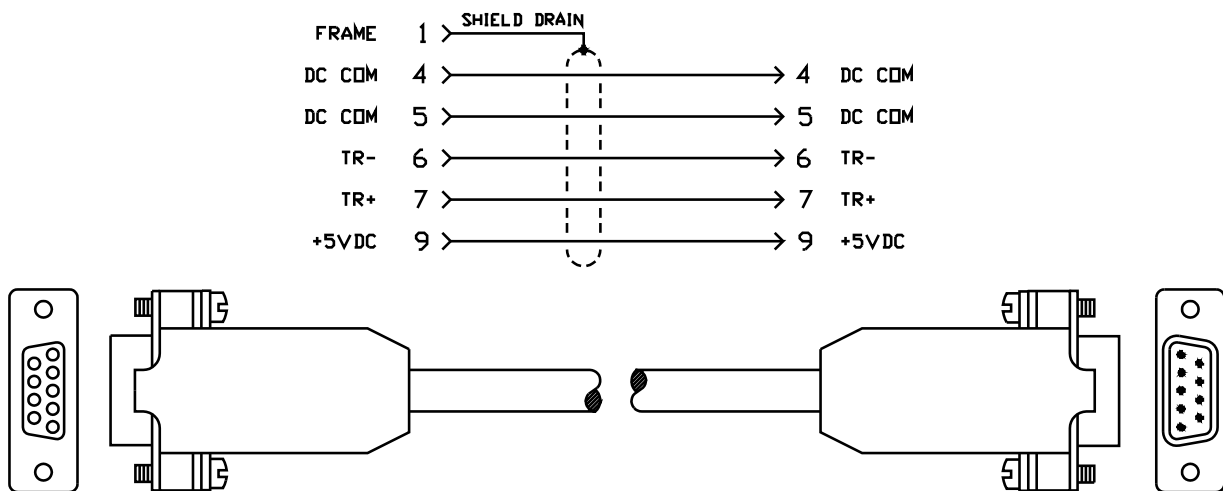 SHIELD DRAIN
FRAME 1
DC COM 4 4 DC COM
DC COM 5 5 DC COM
TR- 6 6 TR-
TR+ 7 7 TR+
+5VDC 9 9 +5VDC